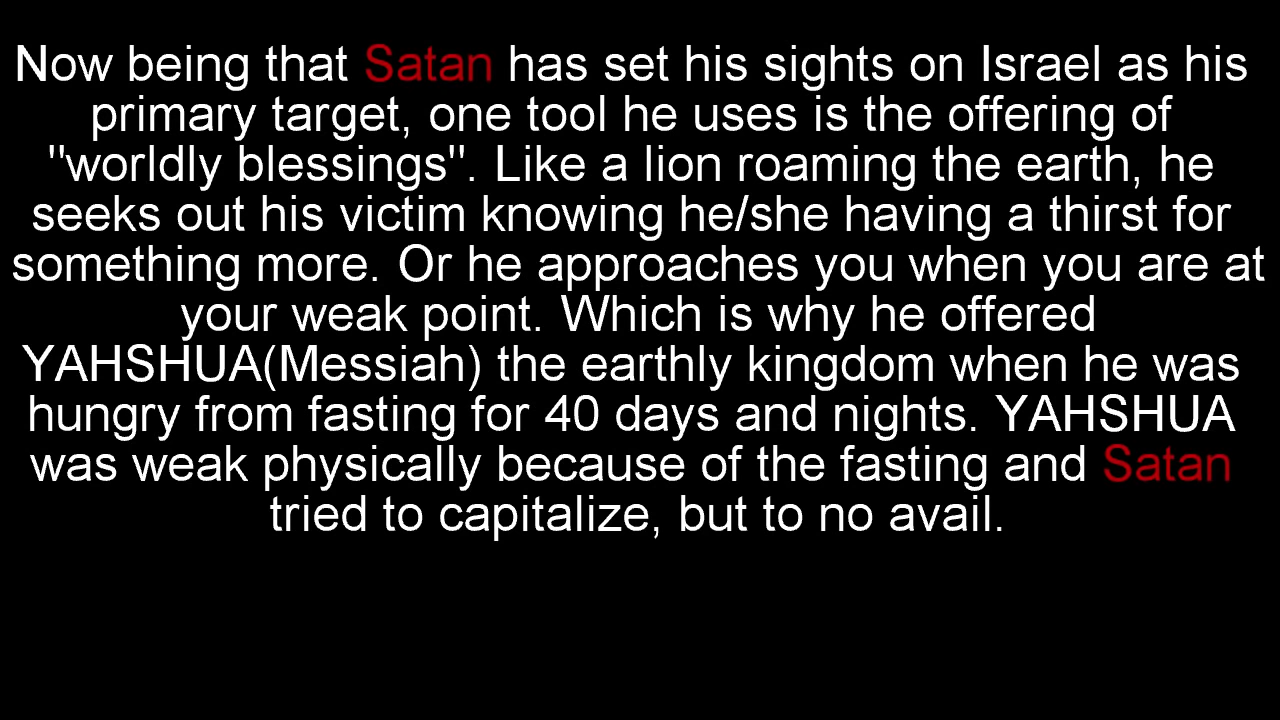 Now being that Satan has set his sights on Israel as his
primary target, one tool he uses is the offering of
"worldly blessings". Like a lion roaming the earth, he
seeks out his victim knowing he/she having a thirst for
something more. Or he approaches you when you are at
your weak point. Which is why he offered
YAHSHUA(Messiah) the earthly kingdom when he was
hungry from fasting for 40 days and nights. YAHSHUA
was weak physically because of the fasting and Satan
tried to capitalize, but to no avail.